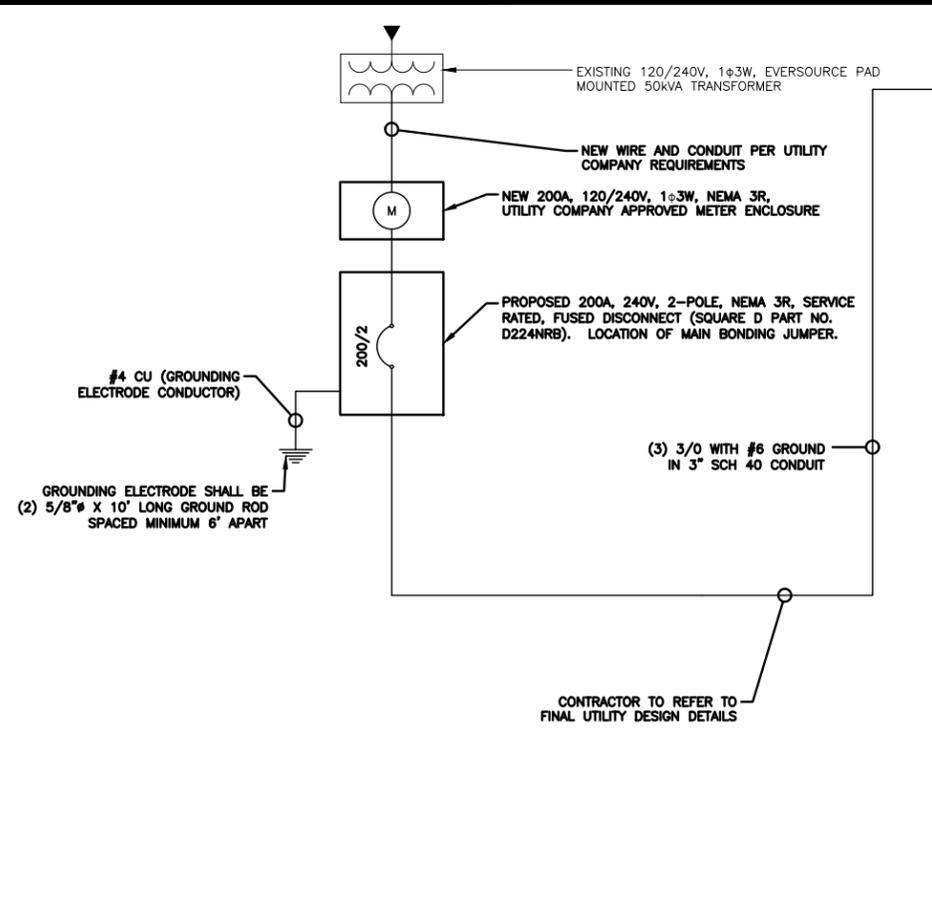 EXISTING 120/240V, 1ϕ3W, EVERSOURCE PAD
MOUNTED 50kVA TRANSFORMER
NEW WIRE AND CONDUIT PER UTILITY
COMPANY REQUIREMENTS
NEW 200A, 120/240V, 1ϕ3W, NEMA 3R,
UTILITY COMPANY APPROVED METER ENCLOSURE
M
PROPOSED 200A, 240V, 2-POLE, NEMA 3R, SERVICE
RATED, FUSED DISCONNECT (SQUARE D PART NO.
D224NRB). LOCATION OF MAIN BONDING JUMPER.
200/2
#4 CU (GROUNDING
ELECTRODE CONDUCTOR)
(3) 3/0 WITH #6 GROUND
IN 3" SCH 40 CONDUIT
GROUNDING ELECTRODE SHALL BE
(2) 5/8"ø X 10' LONG GROUND ROD
SPACED MINIMUM 6' APART
CONTRACTOR TO REFER TO
FINAL UTILITY DESIGN DETAILS